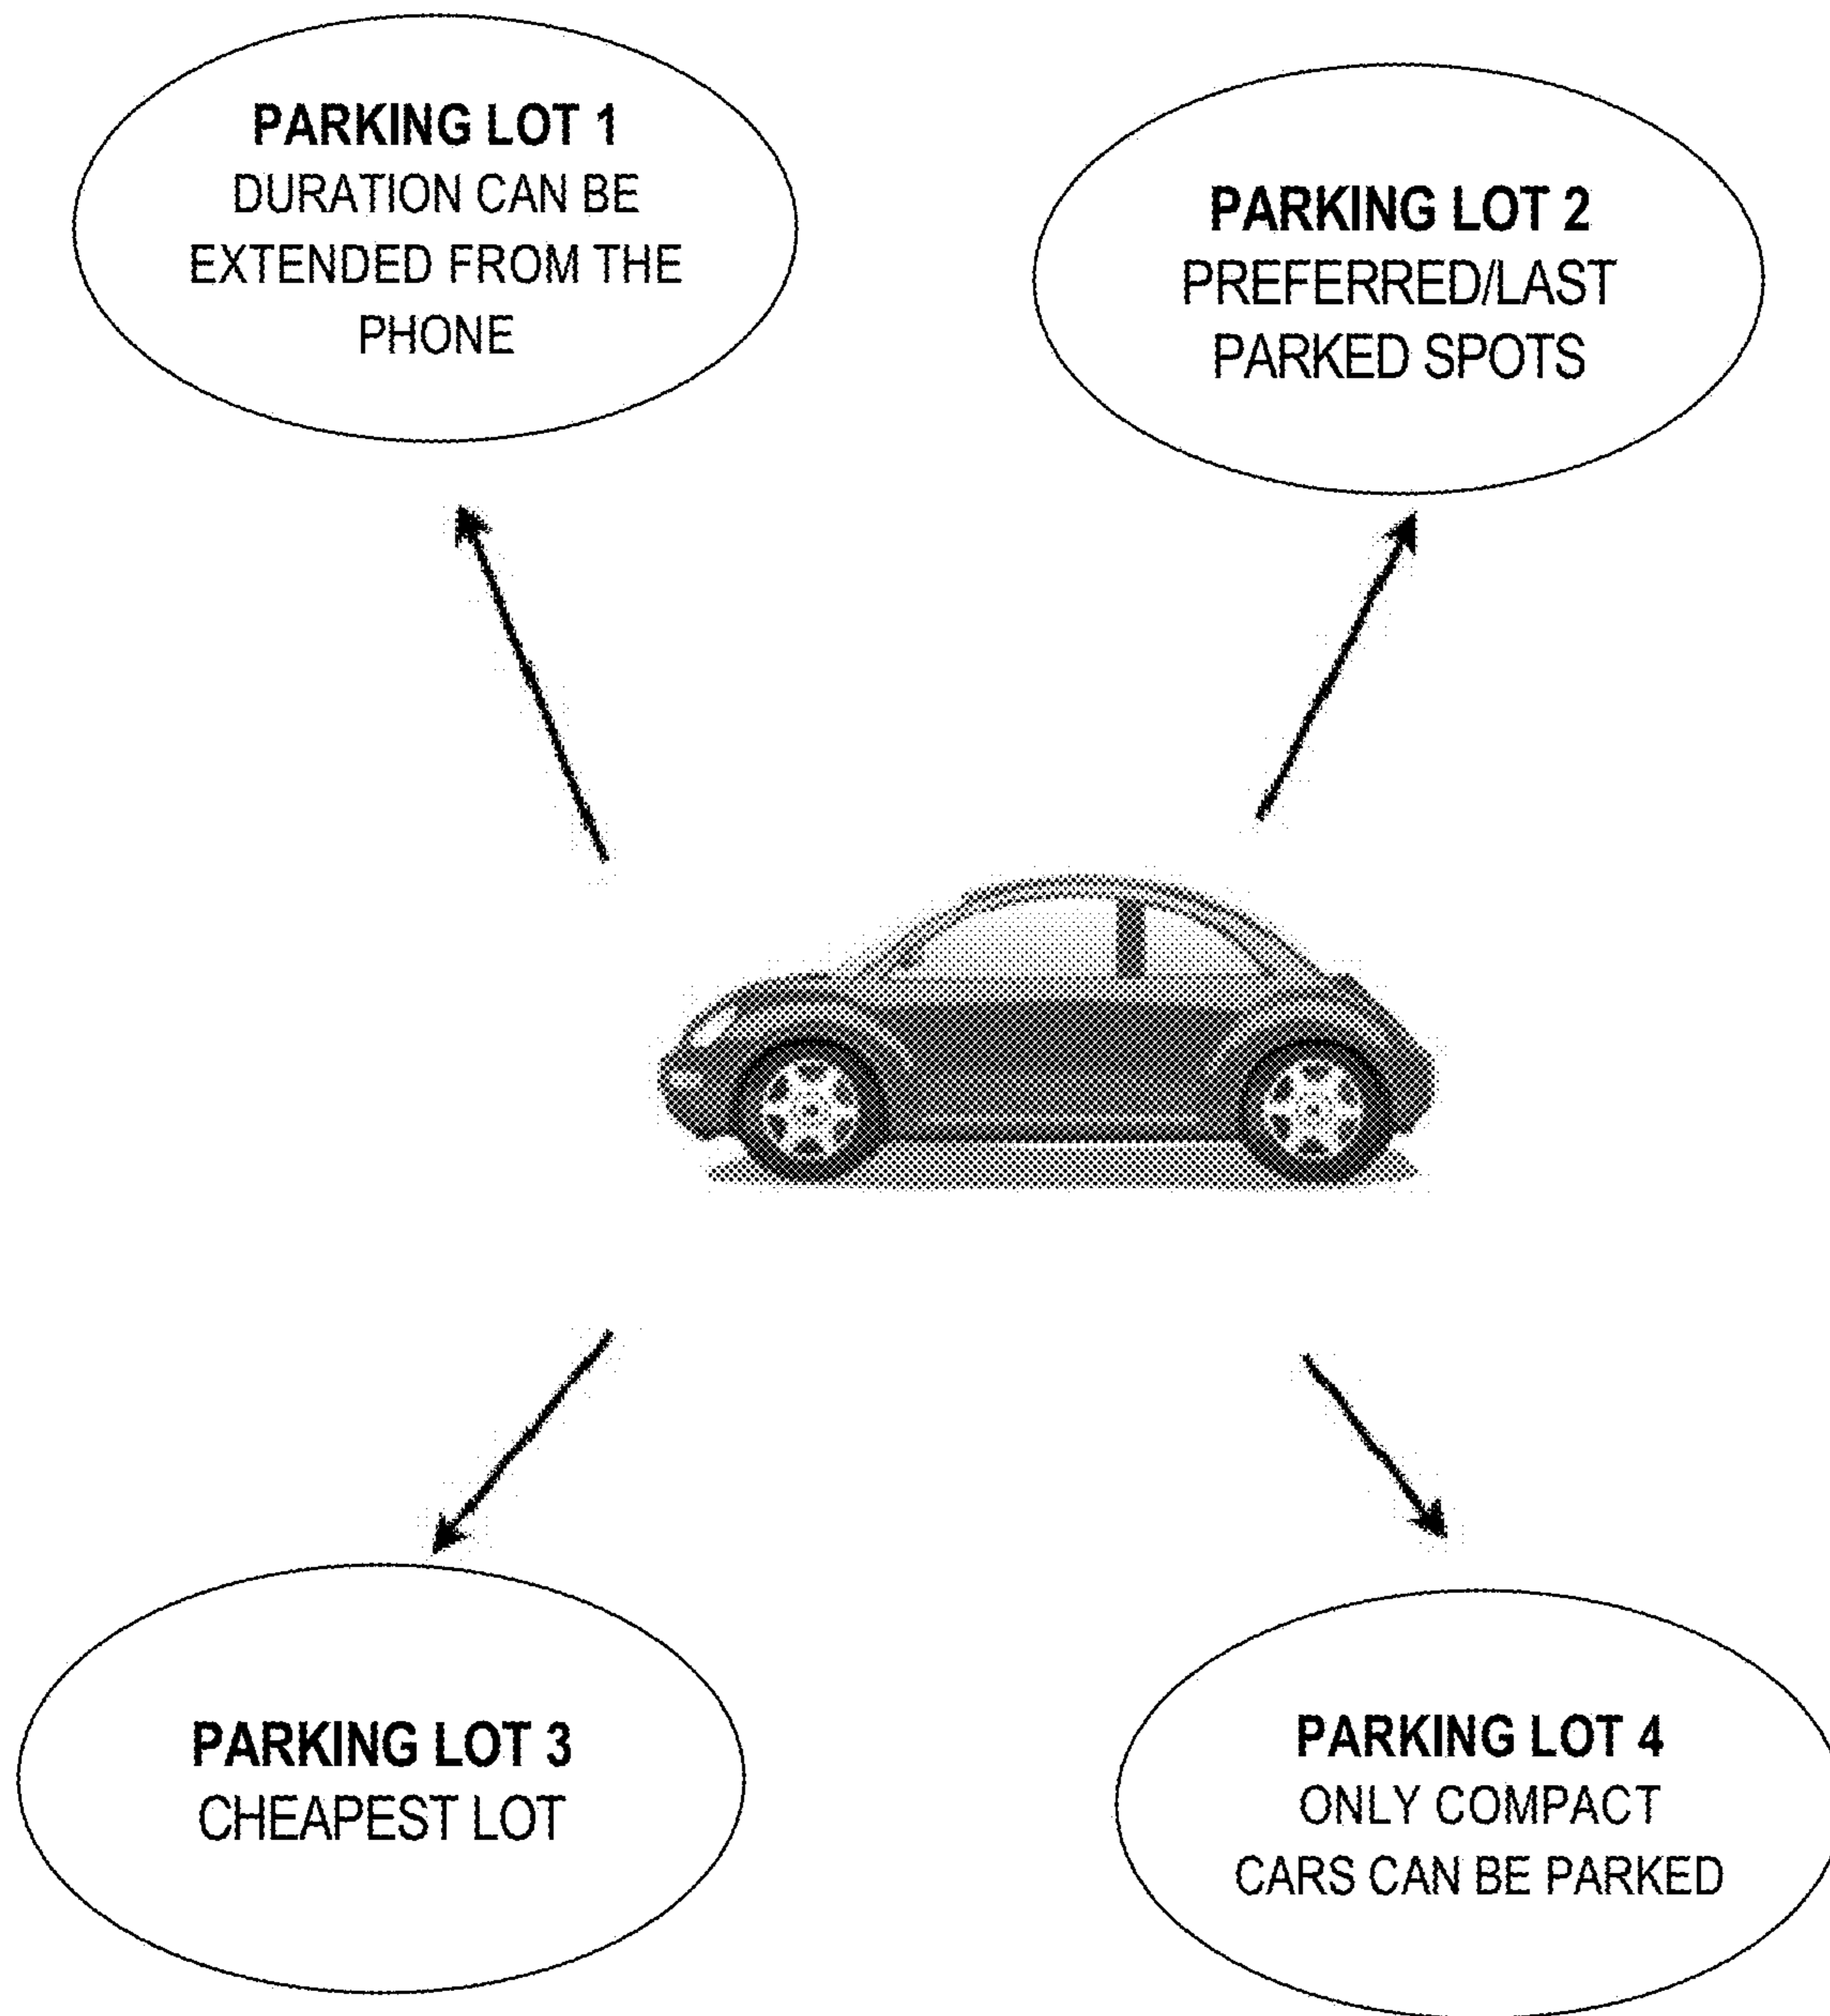 PARKING LOT 1
DURATION CAN BE
EXTENDED FROM THE
PHONE
PARKING LOT 2
PREFERRED/LAST
PARKED SPOTS
PARKING LOT 3
CHEAPEST LOT
PARKING LOT 4
ONLY COMPACT
CARS CAN BE PARKED